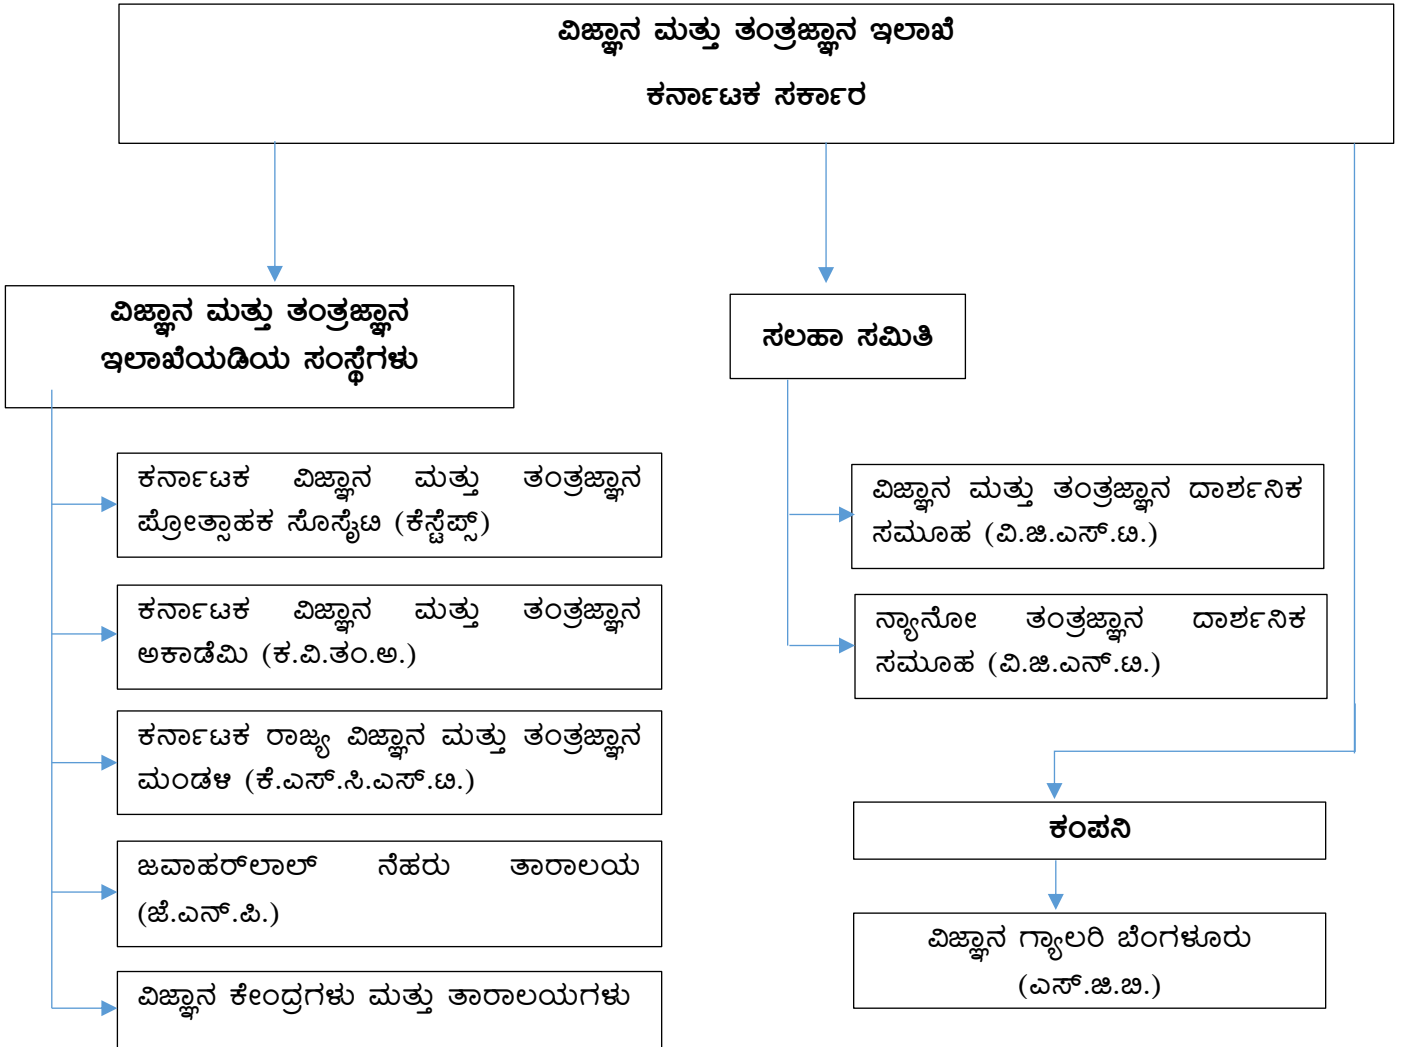 ವಿಜ್ಞಾನ ಮತ್ತು ತಂತ್ರಜ್ಞಾನ ಇಲಾಖೆ
ಕರ್ನಾಟಕ ಸರ್ಕಾರ
ವಿಜ್ಞಾನ ಮತ್ತು ತಂತ್ರಜ್ಞಾನ
ಇಲಾಖೆಯಡಿಯ ಸಂಸ್ಥೆಗಳು
ಕರ್ನಾಟಕ ವಿಜ್ಞಾನ ಮತ್ತು ತಂತ್ರಜ್ಞಾನ
ಪ್ರೋತ್ಸಾಹಕ ಸೊಸೈಟಿ (ಕೆಸ್ಟೆಪ್ಸ್)
ಕರ್ನಾಟಕ ವಿಜ್ಞಾನ ಮತ್ತು ತಂತ್ರಜ್ಞಾನ
ಅಕಾಡೆಮಿ (ಕ.ವಿ.ತಂ.ಅ.)
ಕರ್ನಾಟಕ ರಾಜ್ಯ ವಿಜ್ಞಾನ ಮತ್ತು ತಂತ್ರಜ್ಞಾನ
ಮಂಡಳಿ (ಕೆ.ಎಸ್.ಸಿ.ಎಸ್.ಟಿ.)
ಜವಾಹರ್‌ಲಾಲ್ ನೆಹರು ತಾರಾಲಯ
(ಜೆ.ಎನ್.ಪಿ.)
ವಿಜ್ಞಾನ ಕೇಂದ್ರಗಳು ಮತ್ತು ತಾರಾಲಯಗಳು
ಸಲಹಾ ಸಮಿತಿ
ವಿಜ್ಞಾನ ಮತ್ತು ತಂತ್ರಜ್ಞಾನ ದಾರ್ಶನಿಕ
ಸಮೂಹ (ವಿ.ಜಿ.ಎಸ್.ಟಿ.)
ನ್ಯಾನೋ ತಂತ್ರಜ್ಞಾನ ದಾರ್ಶನಿಕ
ಸಮೂಹ (ವಿ.ಜಿ.ಎನ್.ಟಿ.)
ಕಂಪನಿ
ವಿಜ್ಞಾನ ಗ್ಯಾಲರಿ ಬೆಂಗಳೂರು
(ಎಸ್.ಜಿ.ಬಿ.)